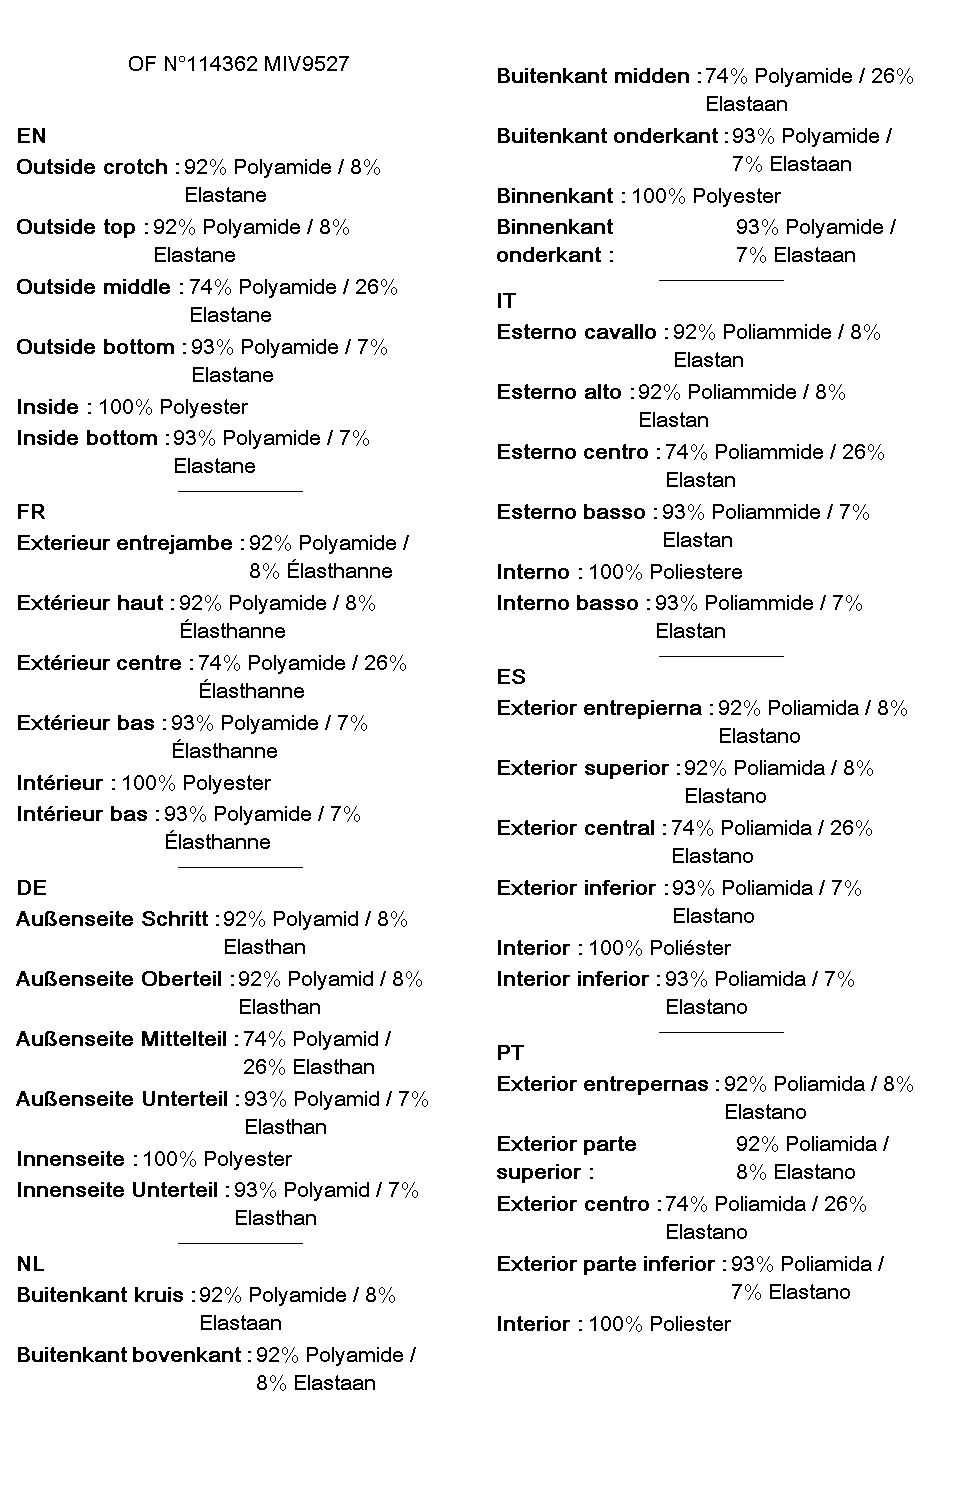 OF N°114362 MIV9527
EN
Outside crotch : 92% Polyamide / 8%
Elastane
Outside top : 92% Polyamide / 8%
Elastane
Outside middle : 74% Polyamide / 26%
Elastane
Outside bottom : 93% Polyamide / 7%
Elastane
Inside : 100% Polyester
Inside bottom : 93% Polyamide / 7%
Elastane
FR
Exterieur entrejambe : 92% Polyamide /
8% Élasthanne
Extérieur haut : 92% Polyamide / 8%
Élasthanne
Extérieur centre : 74% Polyamide / 26%
Élasthanne
Extérieur bas : 93% Polyamide / 7%
Élasthanne
Intérieur : 100% Polyester
Intérieur bas : 93% Polyamide / 7%
Élasthanne
DE
Außenseite Schritt : 92% Polyamid / 8%
Elasthan
Außenseite Oberteil : 92% Polyamid / 8%
Elasthan
Außenseite Mittelteil : 74% Polyamid /
26% Elasthan
Außenseite Unterteil : 93% Polyamid / 7%
Elasthan
Innenseite : 100% Polyester
Innenseite Unterteil : 93% Polyamid / 7%
Elasthan
NL
Buitenkant kruis : 92% Polyamide / 8%
Elastaan
Buitenkant bovenkant : 92% Polyamide /
8% Elastaan
Buitenkant midden : 74% Polyamide / 26%
Elastaan
Buitenkant onderkant : 93% Polyamide /
7% Elastaan
Binnenkant : 100% Polyester
Binnenkant 93% Polyamide /
onderkant : 7% Elastaan
IT
Esterno cavallo : 92% Poliammide / 8%
Elastan
Esterno alto : 92% Poliammide / 8%
Elastan
Esterno centro : 74% Poliammide / 26%
Elastan
Esterno basso : 93% Poliammide / 7%
Elastan
Interno : 100% Poliestere
Interno basso : 93% Poliammide / 7%
Elastan
ES
Exterior entrepierna : 92% Poliamida / 8%
Elastano
Exterior superior : 92% Poliamida / 8%
Elastano
Exterior central : 74% Poliamida / 26%
Elastano
Exterior inferior : 93% Poliamida / 7%
Elastano
Interior : 100% Poliéster
Interior inferior : 93% Poliamida / 7%
Elastano
PT
Exterior entrepernas : 92% Poliamida / 8%
Elastano
Exterior parte 92% Poliamida /
superior : 8% Elastano
Exterior centro : 74% Poliamida / 26%
Elastano
Exterior parte inferior : 93% Poliamida /
7% Elastano
Interior : 100% Poliester